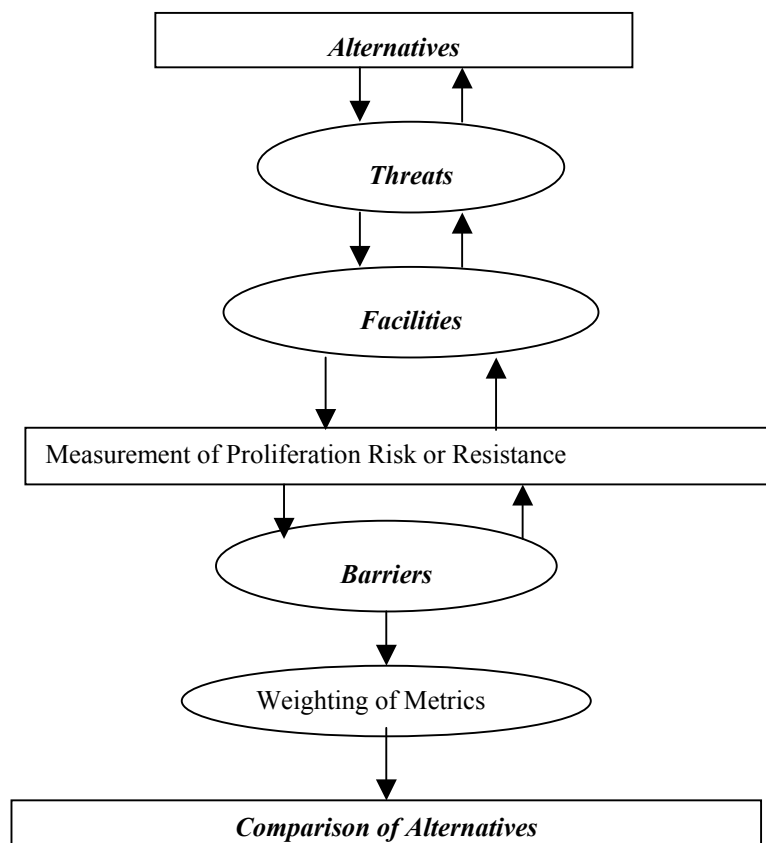 Alternatives
Threats
Facilities
Measurement of Proliferation Risk or Resistance
Barriers
Weighting of Metrics
Comparison of Alternatives